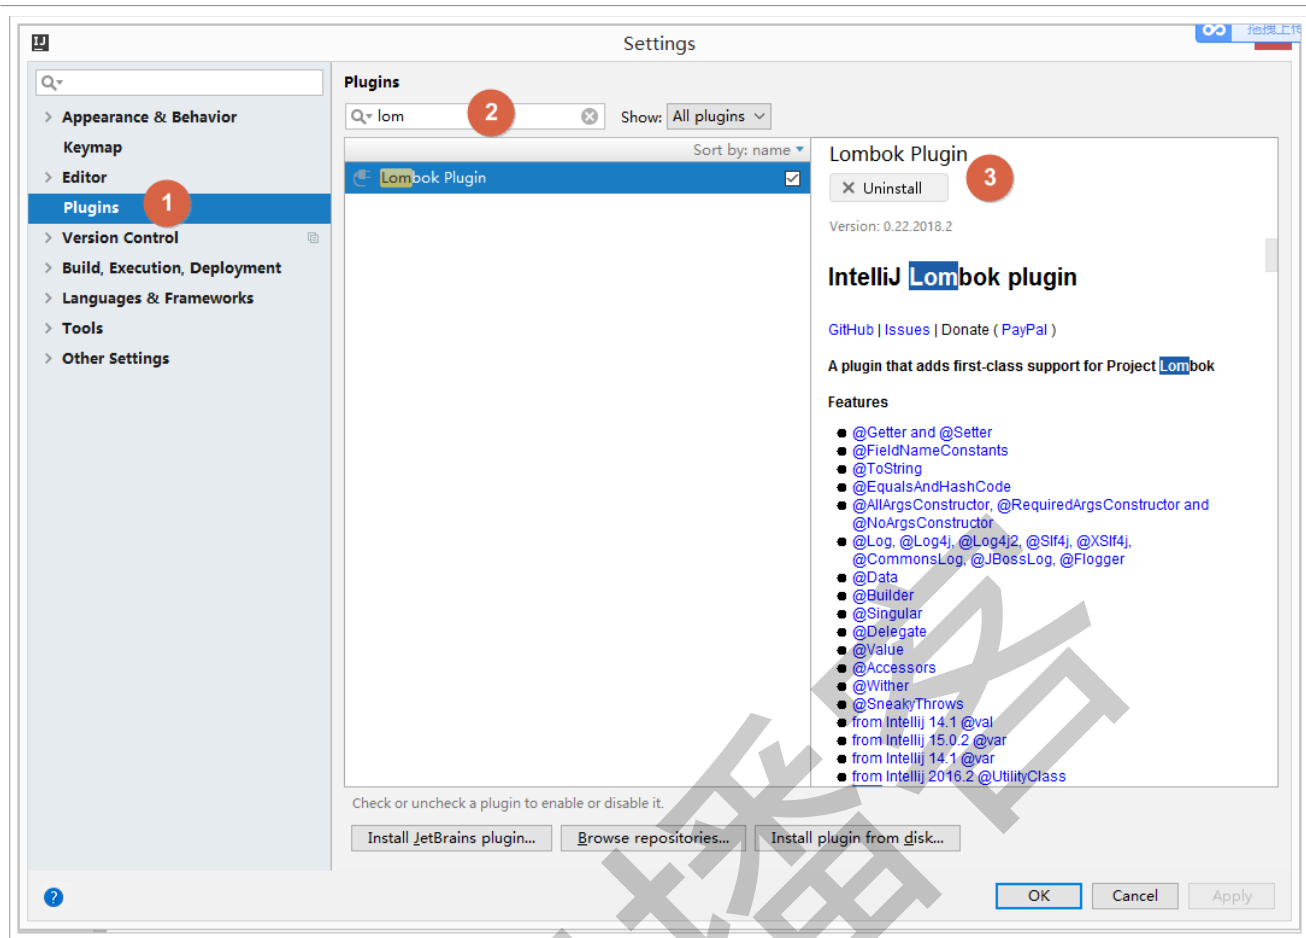 Settings
拖拽上传
Appearance & Behavior
Keymap
Editor
Plugins
1
Version Control
Build, Execution, Deployment
Languages & Frameworks
Tools
Other Settings
Plugins
lom
2
Show: All plugins
Sort by: name
Lombok Plugin
Lombok Plugin
3
Uninstall
Version: 0.22.2018.2
IntelliJ Lombok plugin
GitHub | Issues | Donate ( PayPal )
A plugin that adds first-class support for Project Lombok
Features
@Getter and @Setter
@FieldNameConstants
@ToString
@EqualsAndHashCode
@AllArgsConstructor, @RequiredArgsConstructor and
@NoArgsConstructor
@Log, @Log4j, @Log4j2, @Slf4j, @XSlf4j,
@CommonsLog, @JBossLog, @Flogger
@Data
@Builder
@Singular
@Delegate
@Value
@Accessors
@Wither
@SneakyThrows
from Intellij 14.1 @val
from Intellij 15.0.2 @var
from Intellij 14.1 @var
from Intellij 2016.2 @UtilityClass
Check or uncheck a plugin to enable or disable it.
Install JetBrains plugin...
Browse repositories...
Install plugin from disk...
?
OK
Cancel
Apply
播客